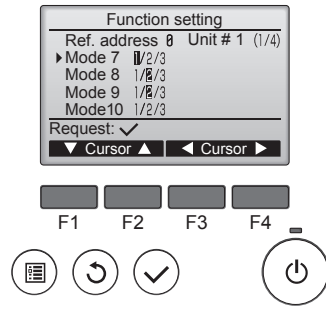 Function setting
Ref. address 0 Unit # 1 (1/4)
Mode 7 1/2/3
Mode 8 1/2/3
Mode 9 1/2/3
Mode10 1/2/3
Request: ✓
▼ Cursor ▲ ◀ Cursor ▶
F1 F2 F3 F4